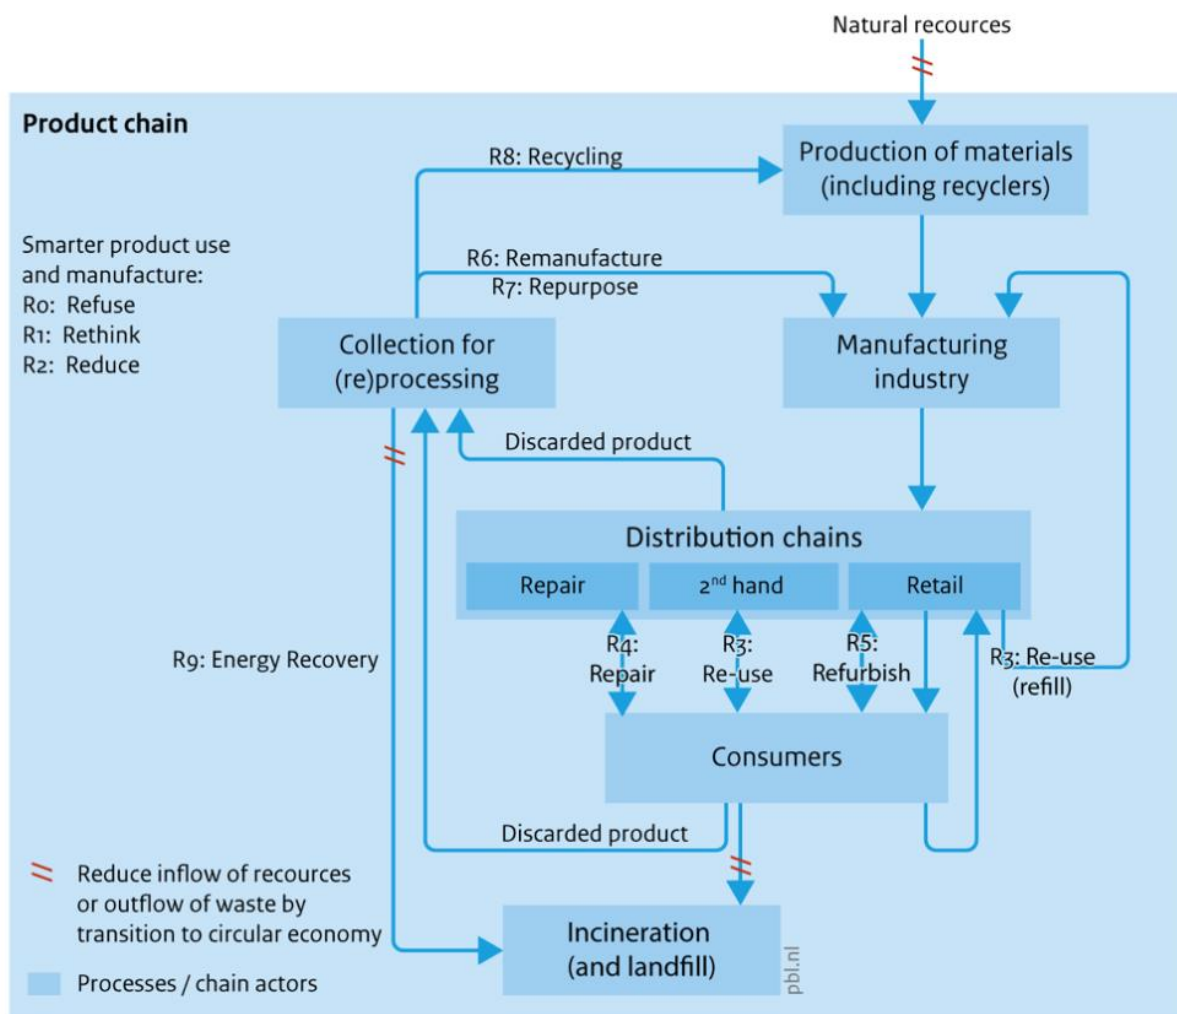 Natural recources
Product chain
R8: Recycling
Production of materials
(including recyclers)
Smarter product use
and manufacture:
R0: Refuse
R1: Rethink
R2: Reduce
R6: Remanufacture
R7: Repurpose
Collection for
(re)processing
Manufacturing
industry
Discarded product
Distribution chains
Repair
2nd hand
Retail
R9: Energy Recovery
R4:
Repair
R3:
Re-use
R5:
Refurbish
R3: Re-use
(refill)
Consumers
Discarded product
Reduce inflow of recources
or outflow of waste by
transition to circular economy
Processes / chain actors
Incineration
(and landfill)
pbl.nl